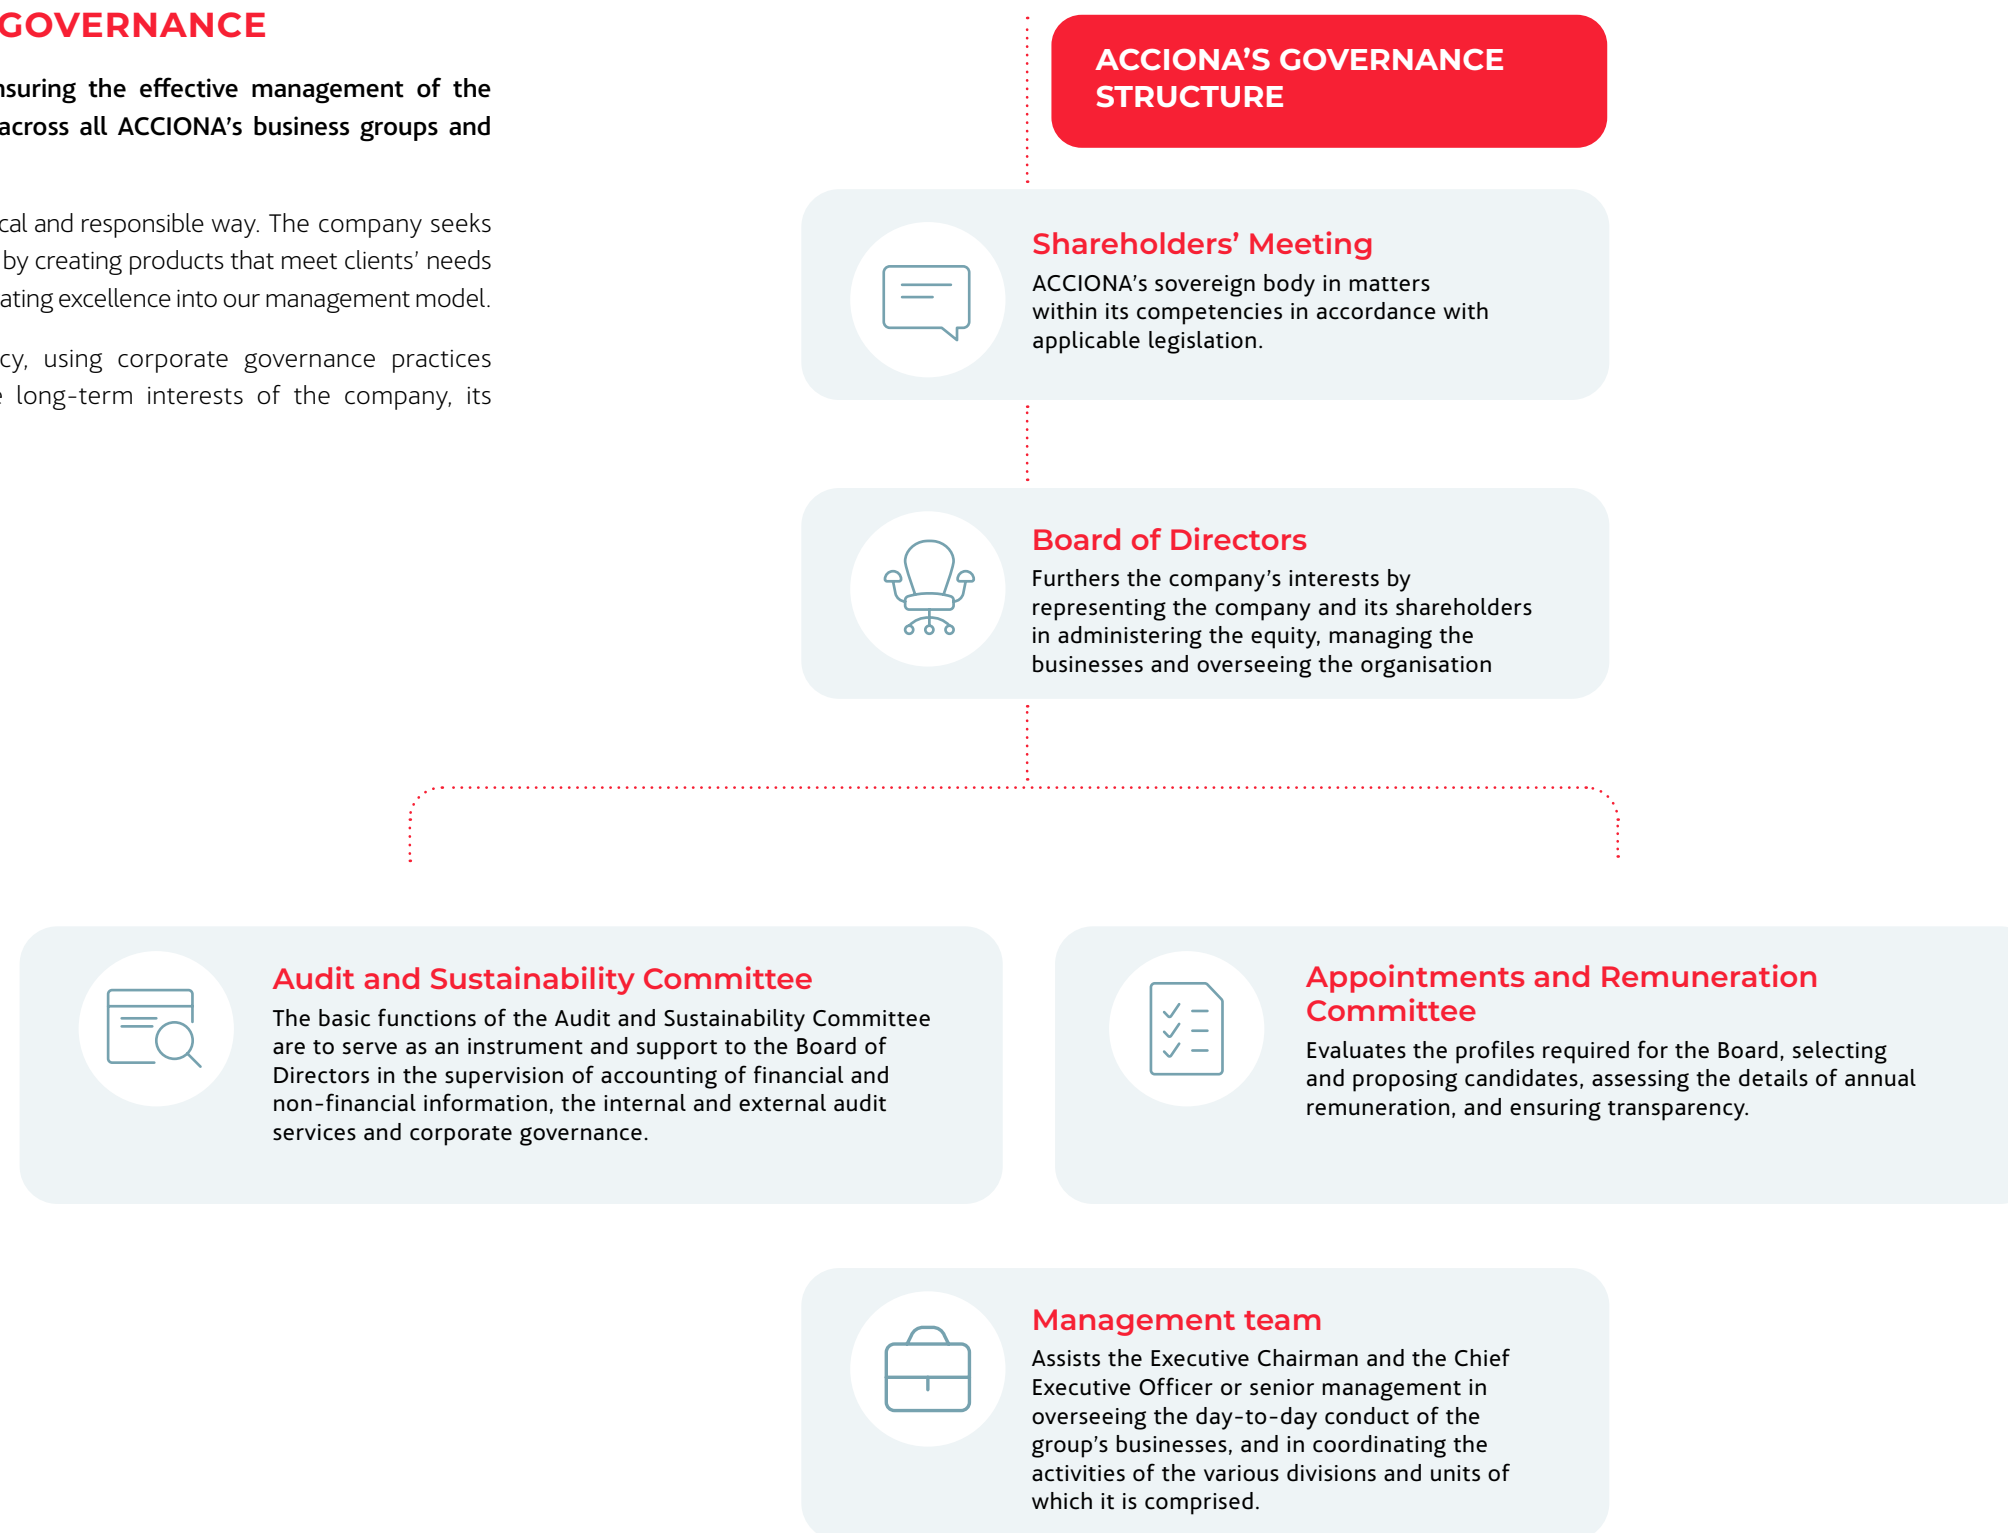 GOVERNANCE
the effective management of the
across all ACCIONA’s business groups and
and responsible way. The company seeks
by creating products that meet clients’ needs
excellence into our management model.
using corporate governance practices
long-term interests of the company, its
ACCIONA’S GOVERNANCE
STRUCTURE
Shareholders’ Meeting
ACCIONA’s sovereign body in matters
within its competencies in accordance with
applicable legislation.
Board of Directors
Furthers the company’s interests by
representing the company and its shareholders
in administering the equity, managing the
businesses and overseeing the organisation
Audit and Sustainability Committee
The basic functions of the Audit and Sustainability Committee
are to serve as an instrument and support to the Board of
Directors in the supervision of accounting of financial and
non-financial information, the internal and external audit
services and corporate governance.
Appointments and Remuneration
Committee
Evaluates the profiles required for the Board, selecting
and proposing candidates, assessing the details of annual
remuneration, and ensuring transparency.
Management team
Assists the Executive Chairman and the Chief
Executive Officer or senior management in
overseeing the day-to-day conduct of the
group’s businesses, and in coordinating the
activities of the various divisions and units of
which it is comprised.